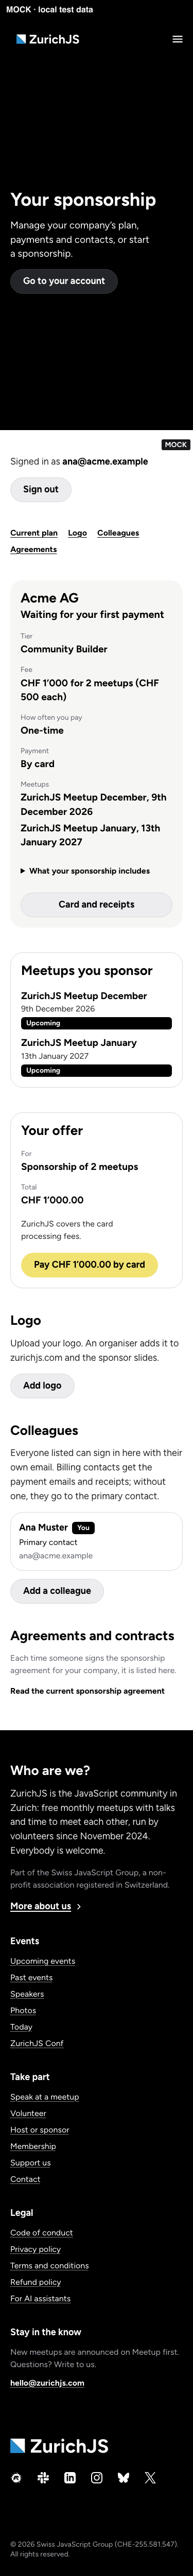 MOCK · local test data
ZurichJS
Your sponsorship
Manage your company's plan,
payments and contacts, or start
a sponsorship.
Go to your account
MOCK
Signed in as ana@acme.example
Sign out
Current plan Logo Colleagues
Agreements
Acme AG
Waiting for your first payment
Tier
Community Builder
Fee
CHF 1’000 for 2 meetups (CHF
500 each)
How often you pay
One-time
Payment
By card
Meetups
ZurichJS Meetup December, 9th
December 2026
ZurichJS Meetup January, 13th
January 2027
What your sponsorship includes
Card and receipts
Meetups you sponsor
ZurichJS Meetup December
9th December 2026
Upcoming
ZurichJS Meetup January
13th January 2027
Upcoming
Your offer
For
Sponsorship of 2 meetups
Total
CHF 1’000.00
ZurichJS covers the card
processing fees.
Pay CHF 1’000.00 by card
Logo
Upload your logo. An organiser adds it to
zurichjs.com and the sponsor slides.
Add logo
Colleagues
Everyone listed can sign in here with their
own email. Billing contacts get the
payment emails and receipts; without
one, they go to the primary contact.
Ana Muster You
Primary contact
ana@acme.example
Add a colleague
Agreements and contracts
Each time someone signs the sponsorship
agreement for your company, it is listed here.
Read the current sponsorship agreement
Who are we?
ZurichJS is the JavaScript community in
Zurich: free monthly meetups with talks
and time to meet each other, run by
volunteers since November 2024.
Everybody is welcome.
Part of the Swiss JavaScript Group, a non-
profit association registered in Switzerland.
More about us
Events
Upcoming events
Past events
Speakers
Photos
Today
ZurichJS Conf
Take part
Speak at a meetup
Volunteer
Host or sponsor
Membership
Support us
Contact
Legal
Code of conduct
Privacy policy
Terms and conditions
Refund policy
For AI assistants
Stay in the know
New meetups are announced on Meetup first.
Questions? Write to us.
hello@zurichjs.com
ZurichJS
© 2026 Swiss JavaScript Group (CHE-255.581.547).
All rights reserved.